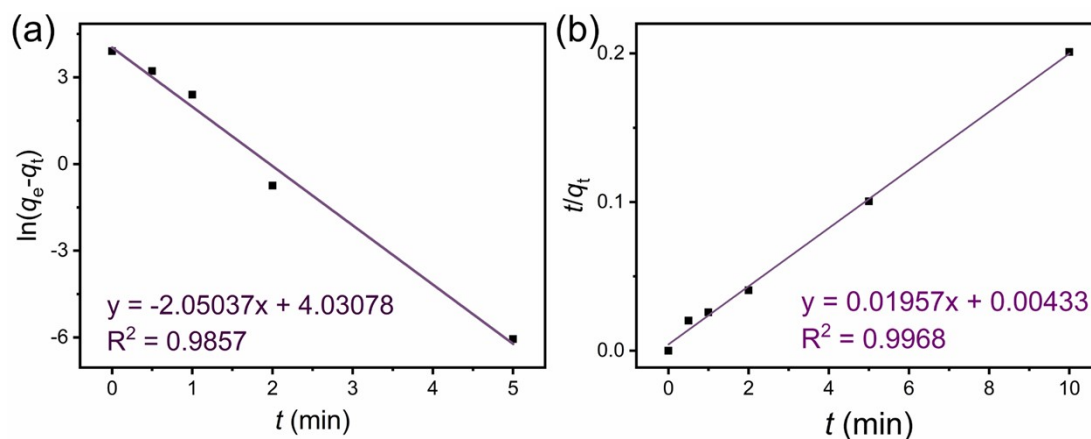 (a)
ln(qe-qt)
3
0
-3
-6
y = -2.05037x + 4.03078
R² = 0.9857
0 1 2 3 4 5
t (min)
(b)
t/qt
0.2
0.1
0.0
y = 0.01957x + 0.00433
R² = 0.9968
0 2 4 6 8 10
t (min)